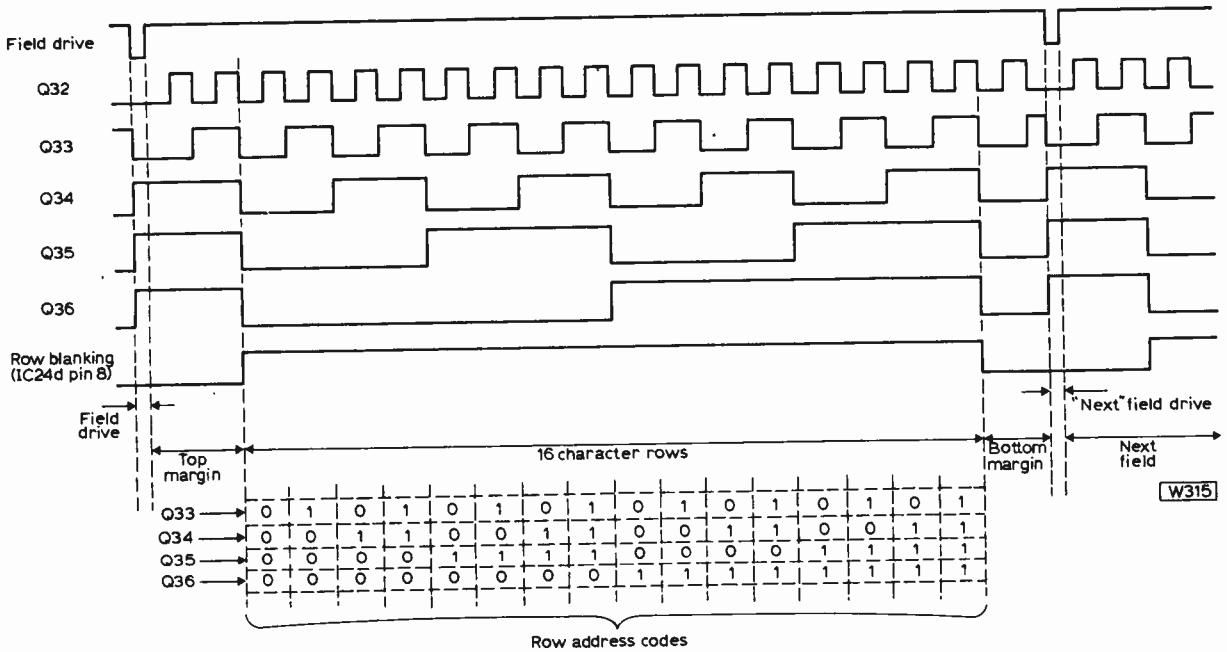 Field drive
Q32
Q33
Q34
Q35
Q36
Row blanking
(IC24d pin 8)
Field
drive
"Next" field drive
Top
margin
16 character rows
Bottom
margin
Next
field
W315
Q33 0 1 0 1 0 1 0 1 0 1 0 1 0 1 0 1
Q34 0 0 1 1 0 0 1 1 0 0 1 1 0 0 1 1
Q35 0 0 0 0 1 1 1 1 0 0 0 0 1 1 1 1
Q36 0 0 0 0 0 0 0 0 1 1 1 1 1 1 1 1
Row address codes